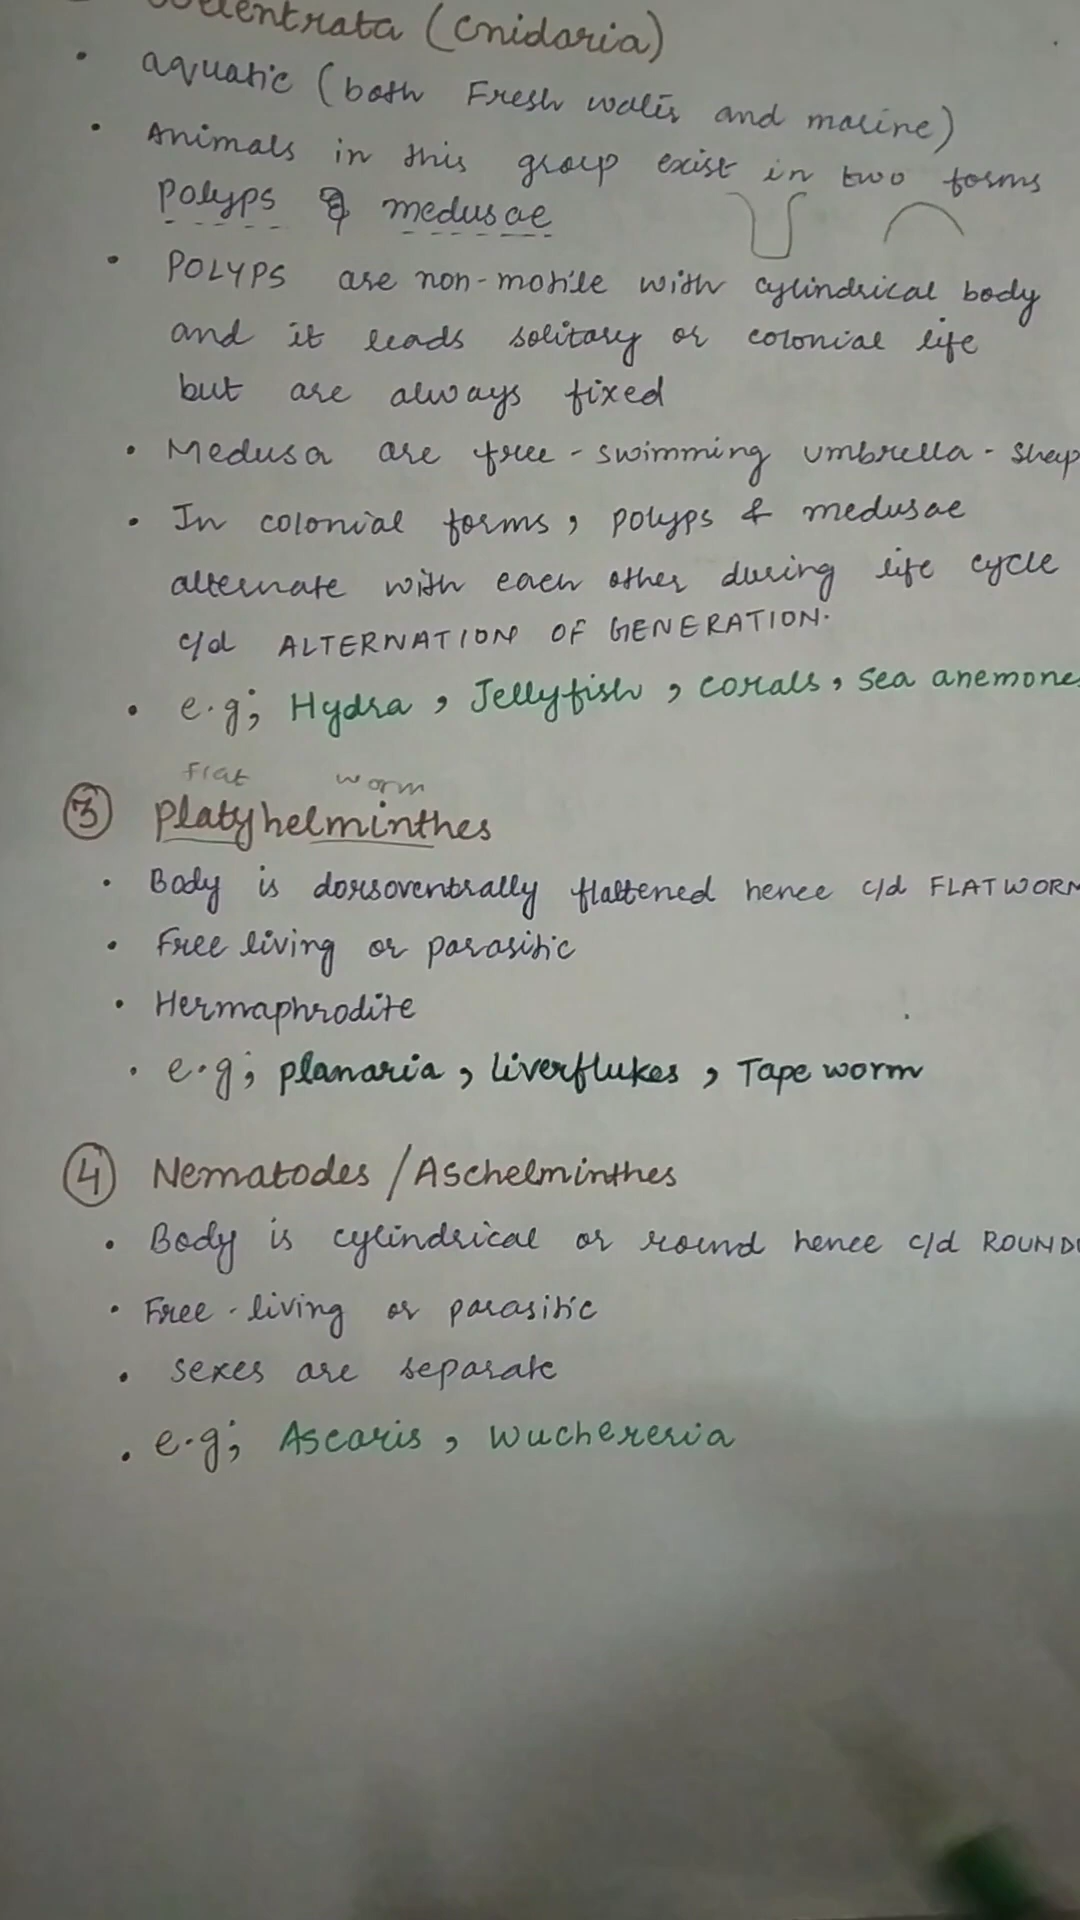 (Cnidaria)
• aquatic (both Fresh water and marine)
• Animals in this group exist in two forms
Polyps & medusae
• POLYPS are non-motile with cylindrical body
and it leads solitary or colonial life
but are always fixed
• Medusa are free-swimming umbrella-
• In colonial forms, polyps & medusae
alternate with each other during life cycle
c/d ALTERNATION OF GENERATION.
• e.g; Hydra, Jellyfish, corals, sea anemone
Flat worm
③ Platyhelminthes
• Body is dorsoventrally flattened hence c/d
• Free living or parasitic
• Hermaphrodite
• e.g; planaria, liverflukes, Tape worm
④ Nematodes / Aschelminthes
• Body is cylindrical or round hence c/d
• Free-living or parasitic
• sexes are separate
• e.g; Ascaris, wuchereria